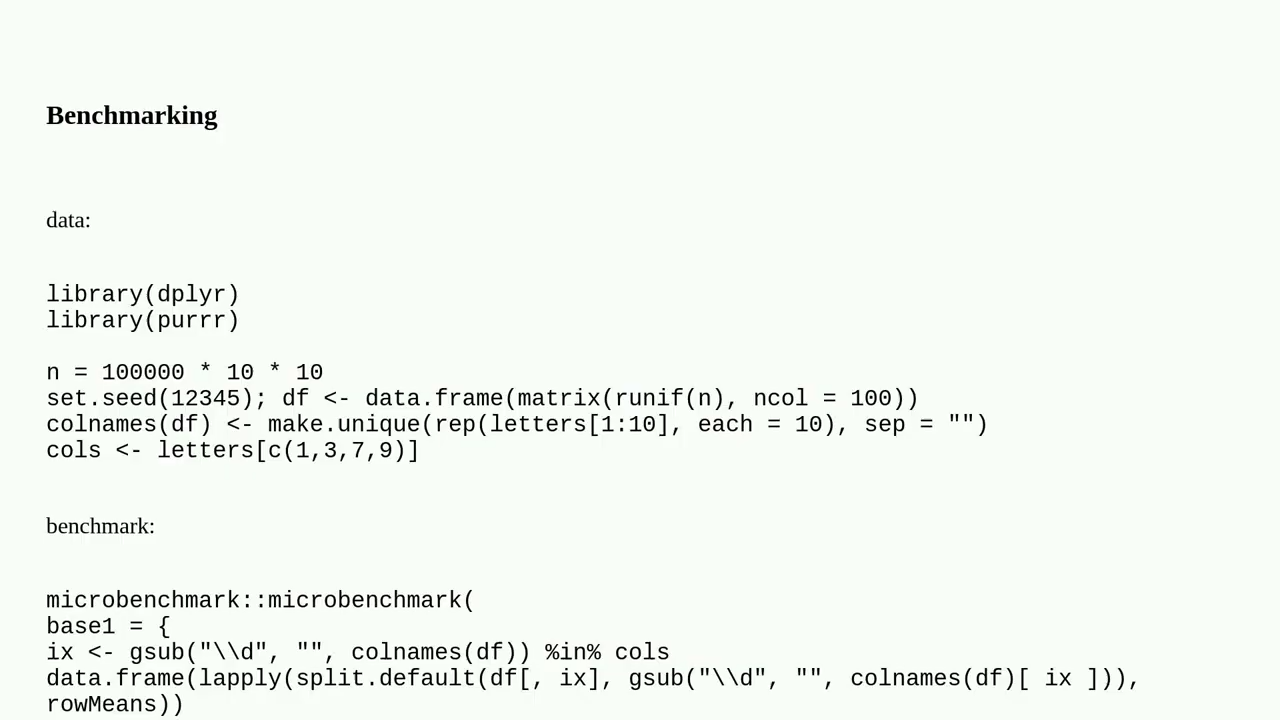 Benchmarking
data:
library(dplyr)
library(purrr)
n = 100000 * 10 * 10
set.seed(12345); df <- data.frame(matrix(runif(n), ncol = 100))
colnames(df) <- make.unique(rep(letters[1:10], each = 10), sep = "")
cols <- letters[c(1,3,7,9)]
benchmark:
microbenchmark::microbenchmark(
base1 = {
ix <- gsub("\\d", "", colnames(df)) %in% cols
data.frame(lapply(split.default(df[, ix], gsub("\\d", "", colnames(df)[ ix ])),
rowMeans))